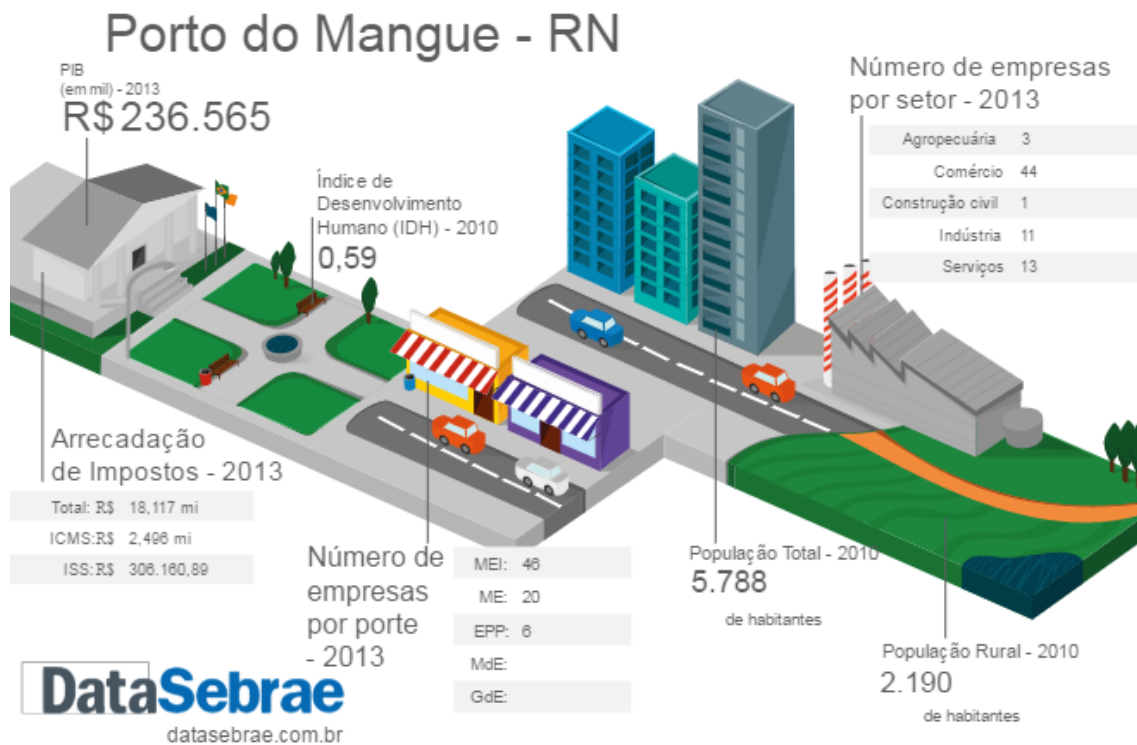 Porto do Mangue - RN
PIB
(em mil) - 2013
R$ 236.565
Índice de
Desenvolvimento
Humano (IDH) - 2010
0,59
Número de empresas
por setor - 2013
Agropecuária 3
Comércio 44
Construção civil 1
Indústria 11
Serviços 13
Arrecadação
de Impostos - 2013
Total: R$ 18,117 mi
ICMS:R$ 2,496 mi
ISS:R$ 306.160,89
Número de
empresas
por porte
- 2013
MEI: 46
ME: 20
EPP: 6
MdE:
GdE:
População Total - 2010
5.788
de habitantes
População Rural - 2010
2.190
de habitantes
DataSebrae
datasebrae.com.br